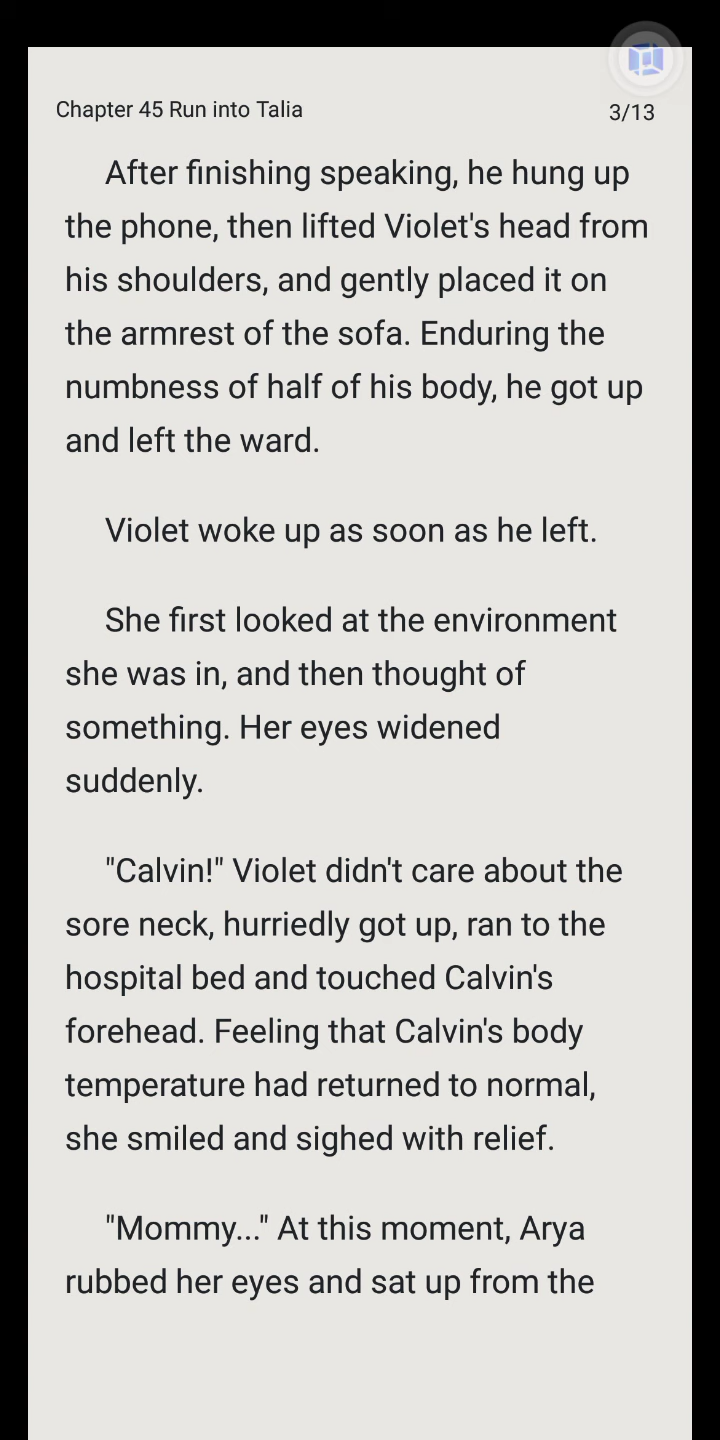 Chapter 45 Run into Talia
3/13
After finishing speaking, he hung up
the phone, then lifted Violet's head from
his shoulders, and gently placed it on
the armrest of the sofa. Enduring the
numbness of half of his body, he got up
and left the ward.
Violet woke up as soon as he left.
She first looked at the environment
she was in, and then thought of
something. Her eyes widened
suddenly.
"Calvin!" Violet didn't care about the
sore neck, hurriedly got up, ran to the
hospital bed and touched Calvin's
forehead. Feeling that Calvin's body
temperature had returned to normal,
she smiled and sighed with relief.
"Mommy..." At this moment, Arya
rubbed her eyes and sat up from the